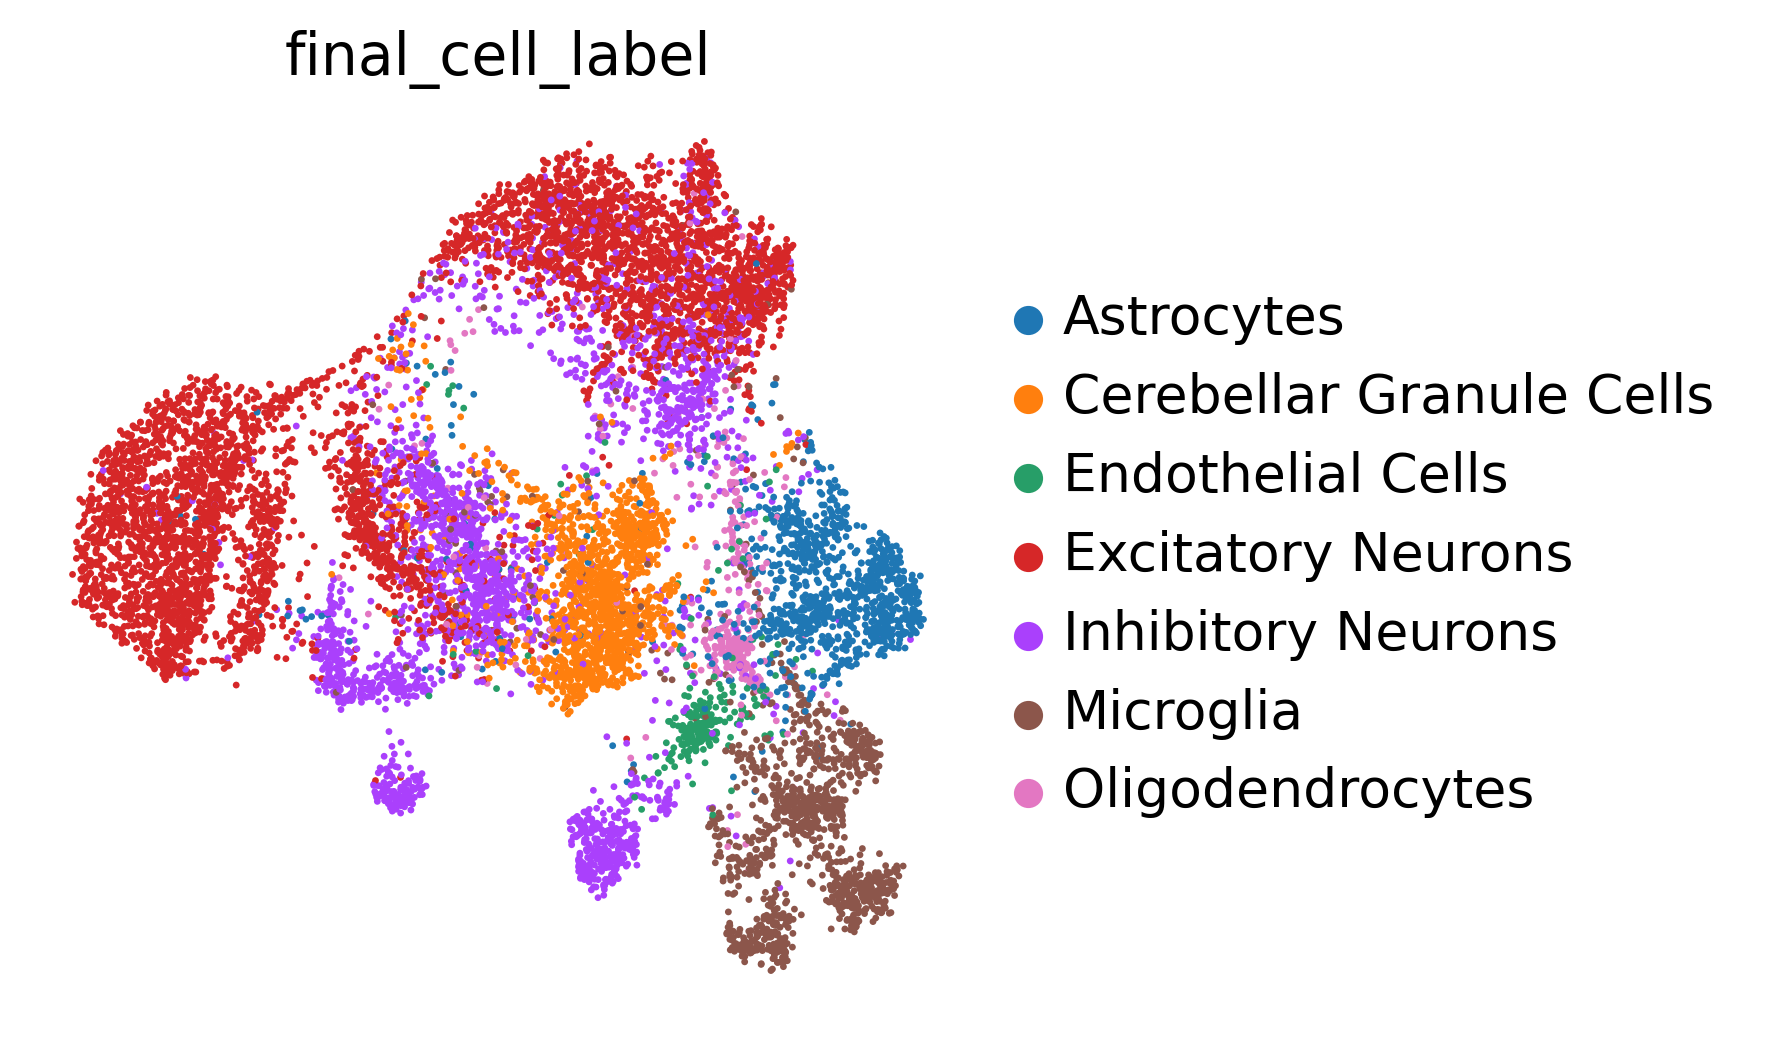 final_cell_label
Astrocytes
Cerebellar Granule Cells
Endothelial Cells
Excitatory Neurons
Inhibitory Neurons
Microglia
Oligodendrocytes